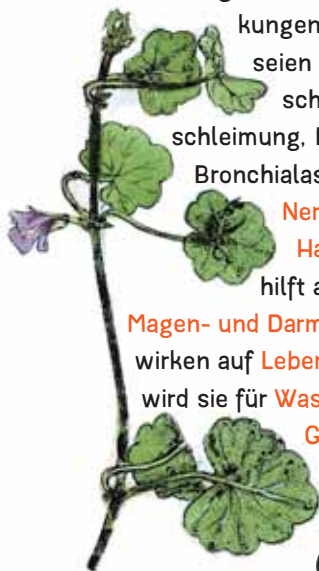 kungen
seien
sch
schleimung,
Bronchialas
Ner
Ha
hilft a
Magen- und Darm
wirken auf Leber
wird sie für Was
G